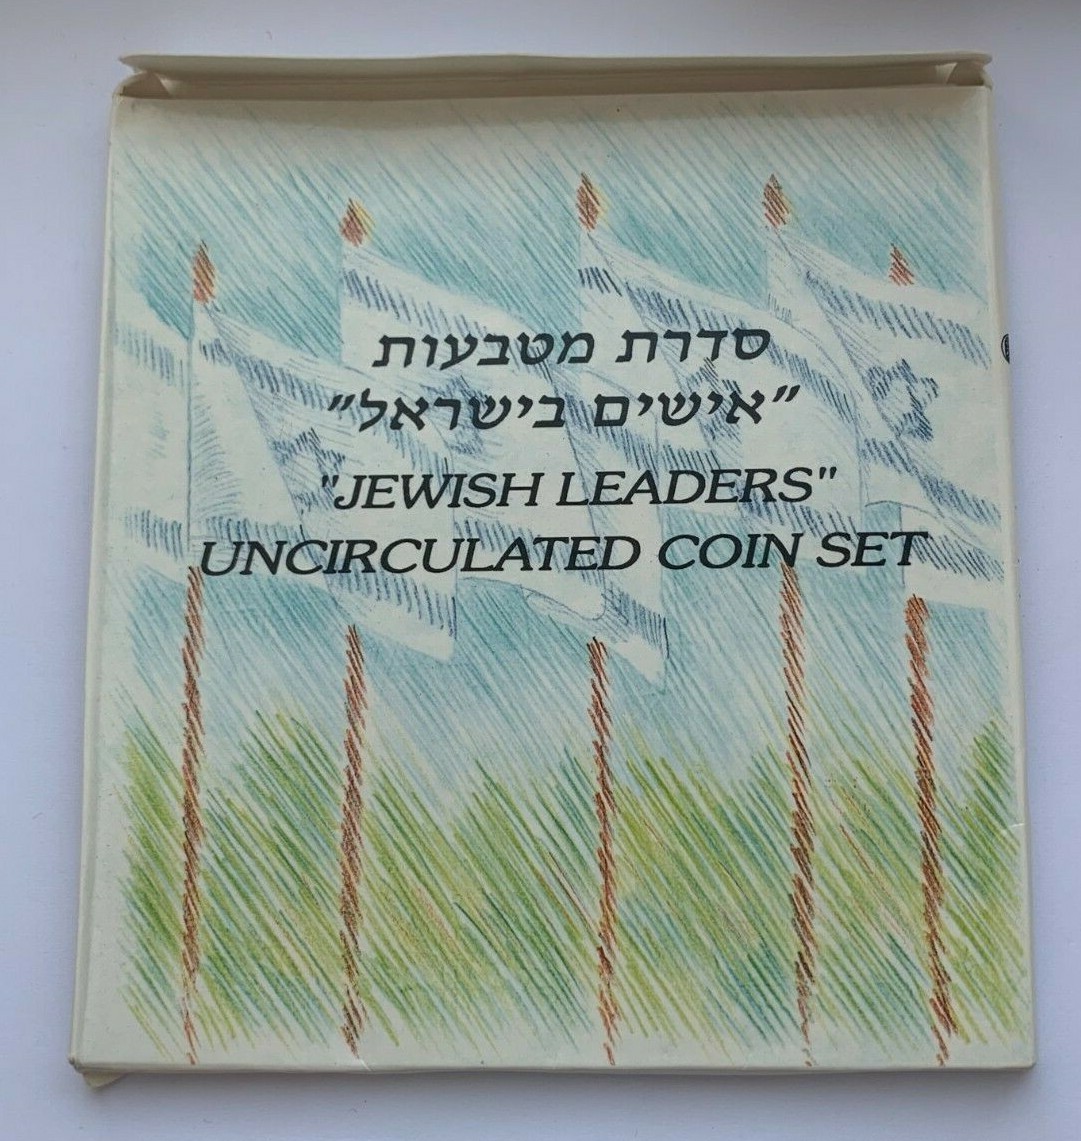 סדרת מטבעות
"אישים בישראל"
"JEWISH LEADERS"
UNCIRCULATED COIN SET